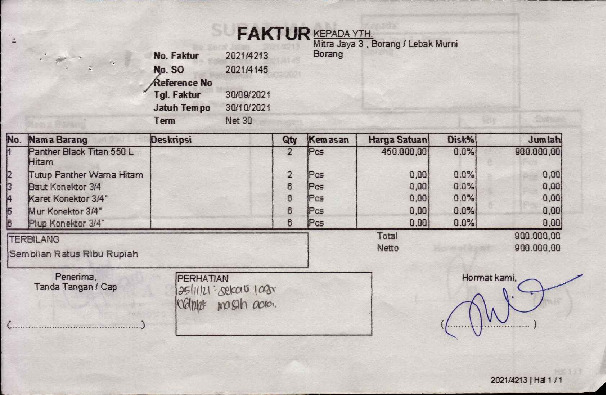 FAKTUR
KEPADA YTH.
Mitra Jaya 3 , Borang / Lebak Murni
Borang
No. Faktur 2021/4213
No. SO 2021/4145
Reference No
Tgl. Faktur 30/09/2021
Jatuh Tempo 30/10/2021
Term Net 30
No. Nama Barang Deskripsi Qty Kemasan Harga Satuan Disk% Jumlah
1 Panther Black Titan 550 L 2 Pcs 450.000,00 0.0% 900.000,00
Hitam
2 Tutup Panther Warna Hitam 2 Pcs 0,00 0.0% 0,00
3 Baut Konektor 3/4 6 Pcs 0,00 0.0% 0,00
4 Karet Konektor 3/4" 6 Pcs 0,00 0.0% 0,00
5 Mur Konektor 3/4" 6 Pcs 0,00 0.0% 0,00
6 Plup Konektor 3/4" 6 Pcs 0,00 0.0% 0,00
Total 900.000,00
Netto 900.000,00
TERBILANG
Sembilan Ratus Ribu Rupiah
Penerima,
Tanda Tangan / Cap
(.....................................)
PERHATIAN
masih
Hormat kami,
(.........................)
2021/4213 | Hal 1 / 1